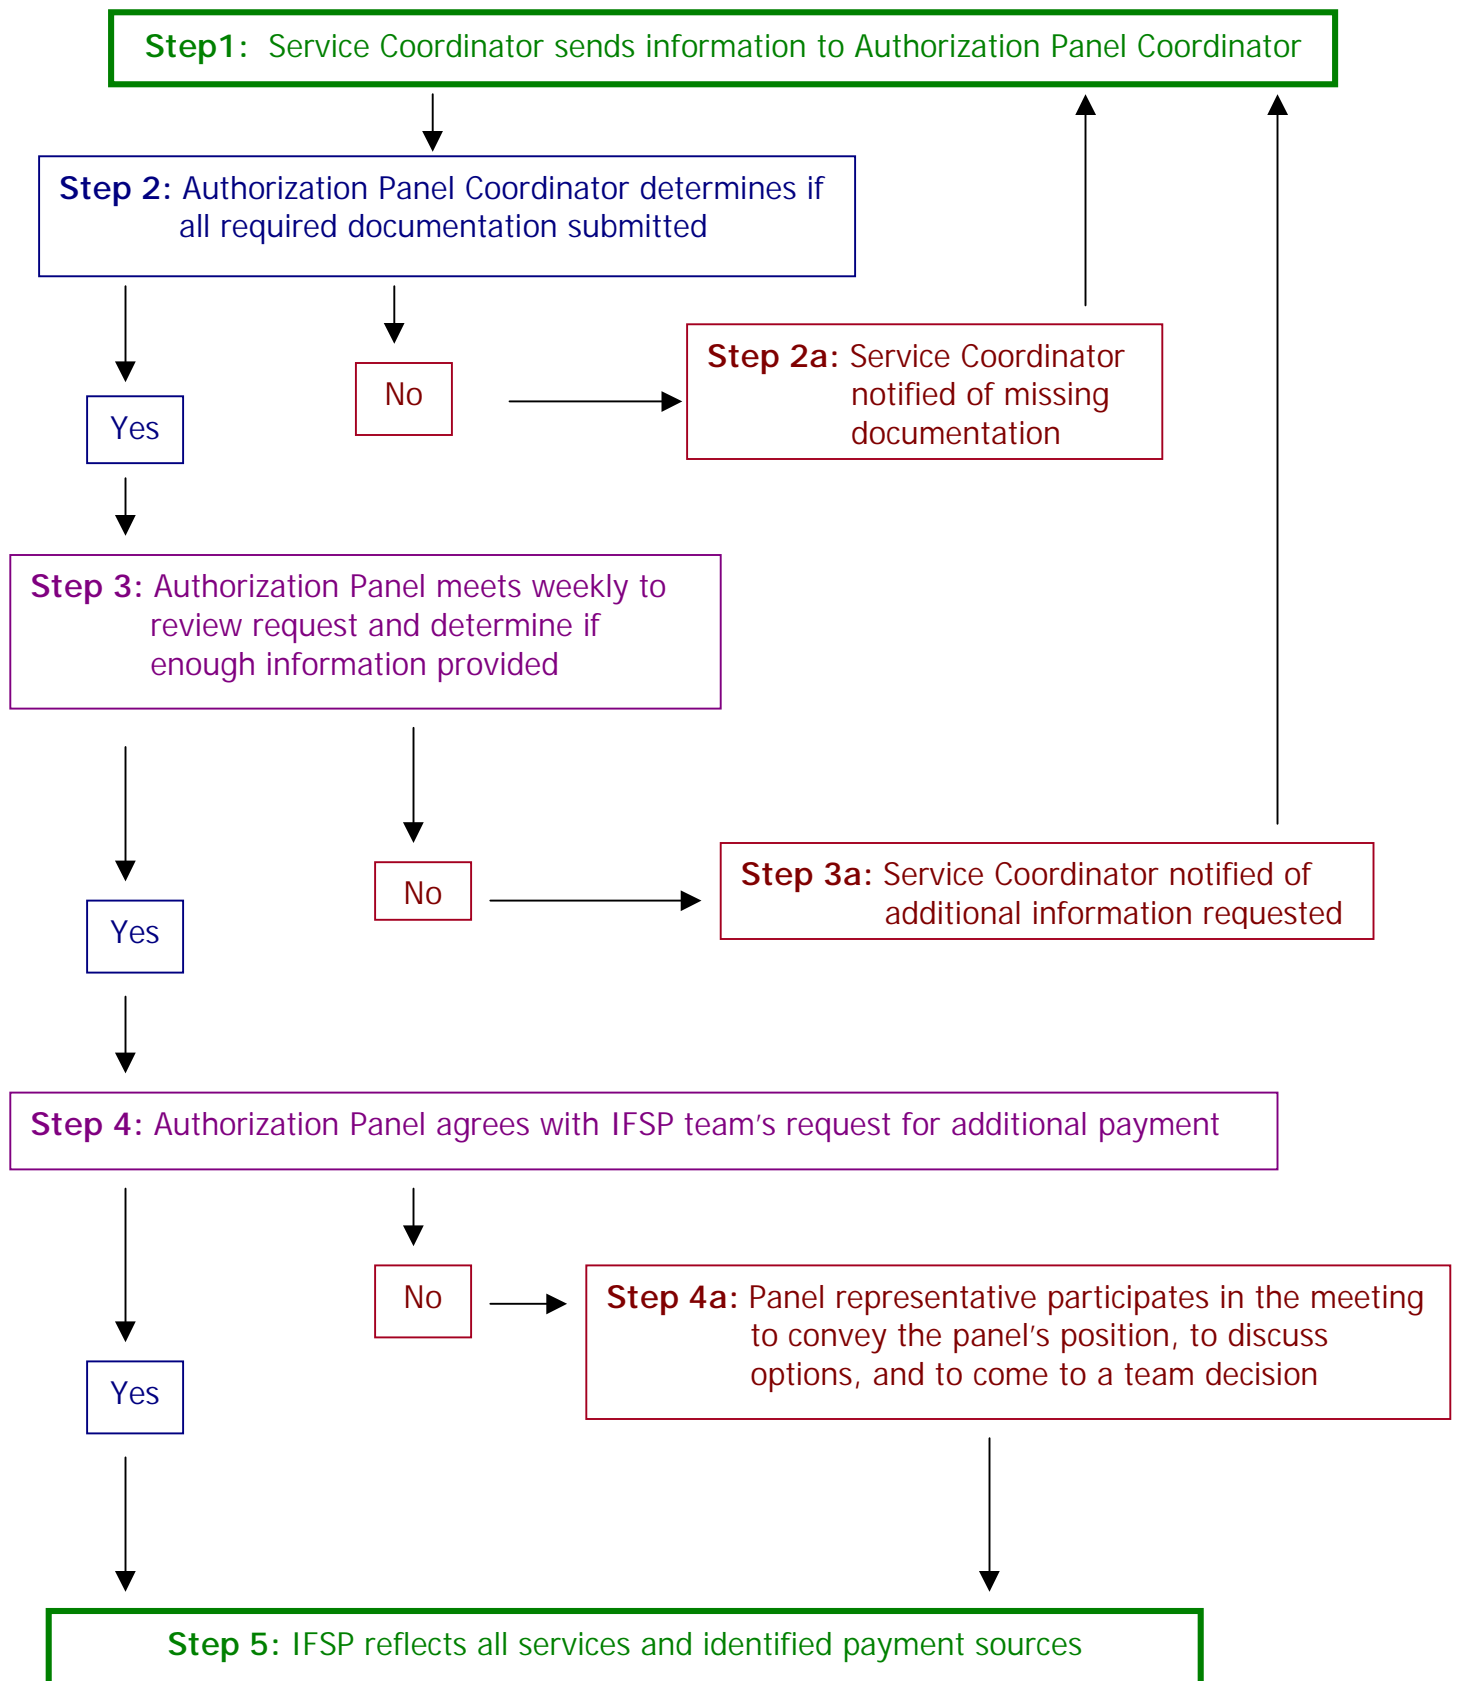 Step1: Service Coordinator sends information to Authorization Panel Coordinator
Step 2: Authorization Panel Coordinator determines if
all required documentation submitted
Step 2a: Service Coordinator
notified of missing
documentation
No
Yes
Step 3: Authorization Panel meets weekly to
review request and determine if
enough information provided
Step 3a: Service Coordinator notified of
additional information requested
No
Yes
Step 4: Authorization Panel agrees with IFSP team’s request for additional payment
No
Step 4a: Panel representative participates in the meeting
to convey the panel’s position, to discuss
options, and to come to a team decision
Yes
Step 5: IFSP reflects all services and identified payment sources